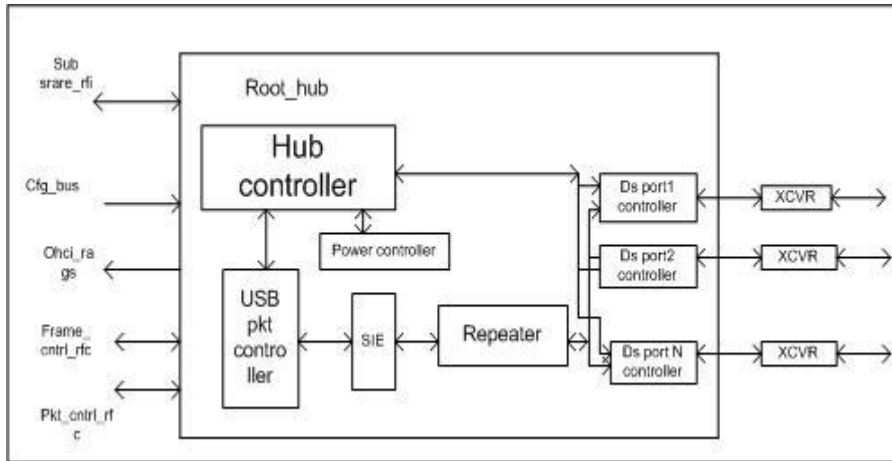 Sub
srare_rfi
Root_hub
Hub
controller
Cfg_bus
Ds port1
controller
XCVR
Power controller
Ohci_ra
gs
Ds port2
controller
XCVR
USB
pkt
contro
ller
SIE
Repeater
Frame_
cntrl_rfc
Ds port N
controller
XCVR
Pkt_cntrl_rf
c